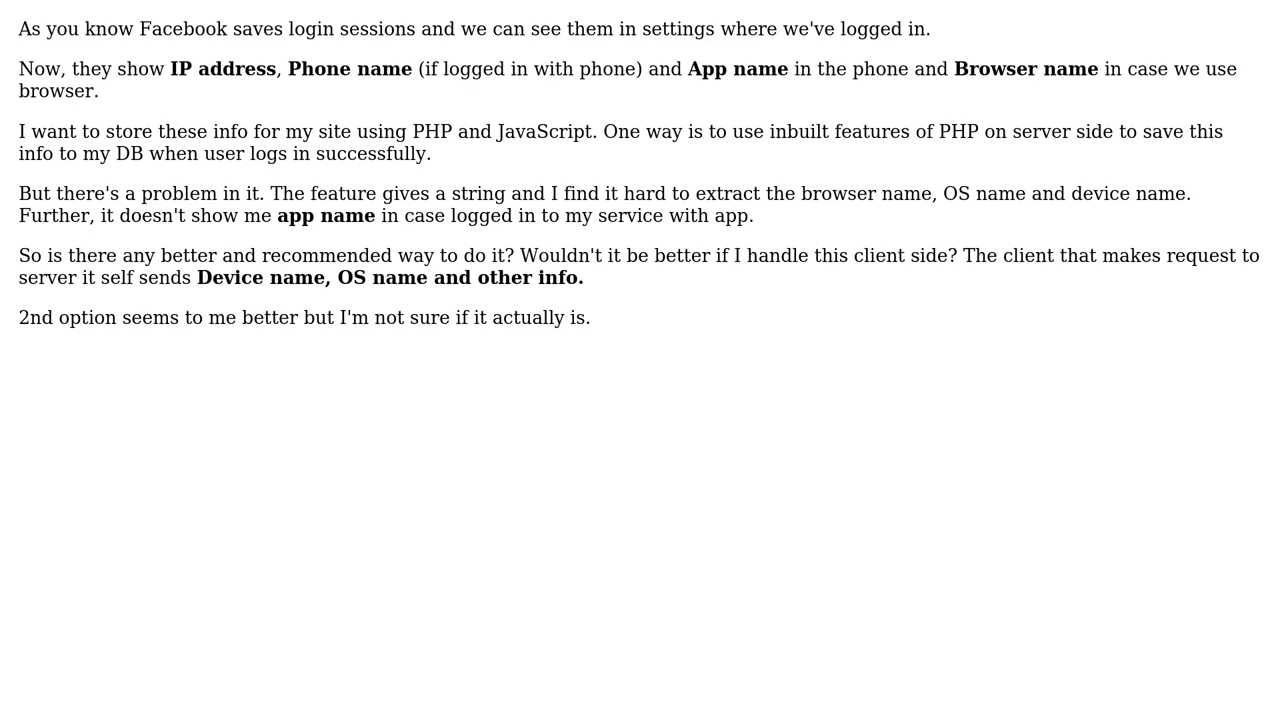 As you know Facebook saves login sessions and we can see them in settings where we've logged in.
Now, they show IP address, Phone name (if logged in with phone) and App name in the phone and Browser name in case we use
browser.
I want to store these info for my site using PHP and JavaScript. One way is to use inbuilt features of PHP on server side to save this
info to my DB when user logs in successfully.
But there's a problem in it. The feature gives a string and I find it hard to extract the browser name, OS name and device name.
Further, it doesn't show me app name in case logged in to my service with app.
So is there any better and recommended way to do it? Wouldn't it be better if I handle this client side? The client that makes request to
server it self sends Device name, OS name and other info.
2nd option seems to me better but I'm not sure if it actually is.